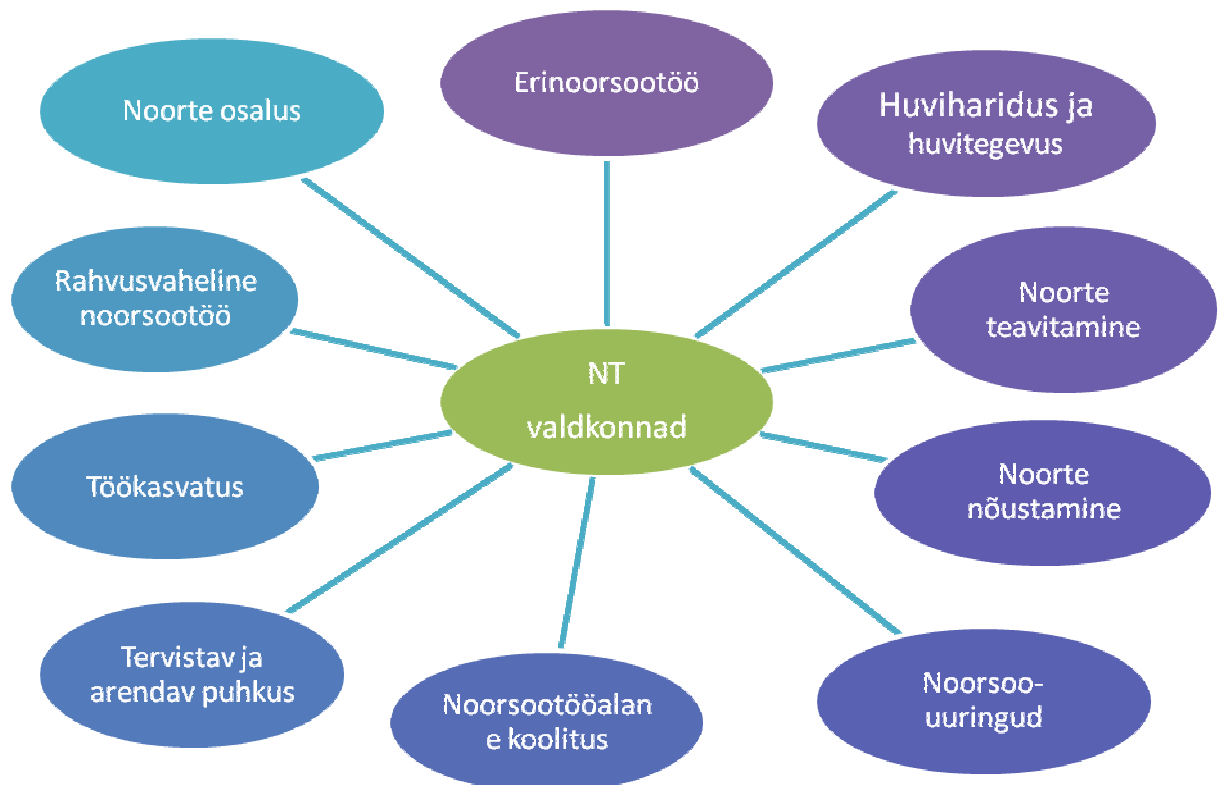 Noorte osalus
Erinoorsootöö
Huviharidus ja
huvitegevus
Rahvusvaheline
noorsootöö
Noorte
teavitamine
NT
valdkonnad
Töökasvatus
Noorte
nõustamine
Tervistav ja
arendav puhkus
Noorsootööalan
e koolitus
Noorsoo-
uuringud